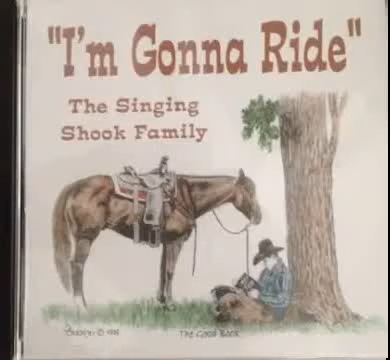 "I'm Gonna Ride"
The Singing
Shook Family
The Good Book